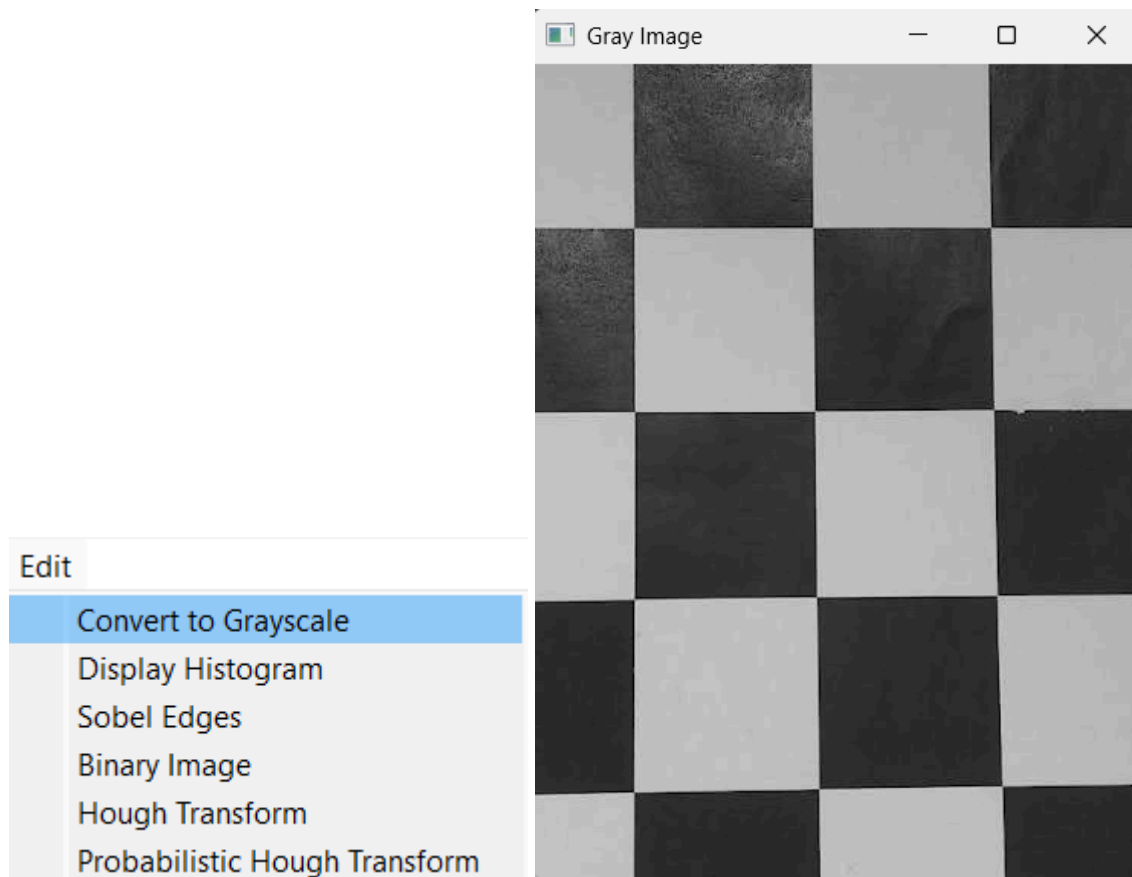 Gray Image
Edit
Convert to Grayscale
Display Histogram
Sobel Edges
Binary Image
Hough Transform
Probabilistic Hough Transform